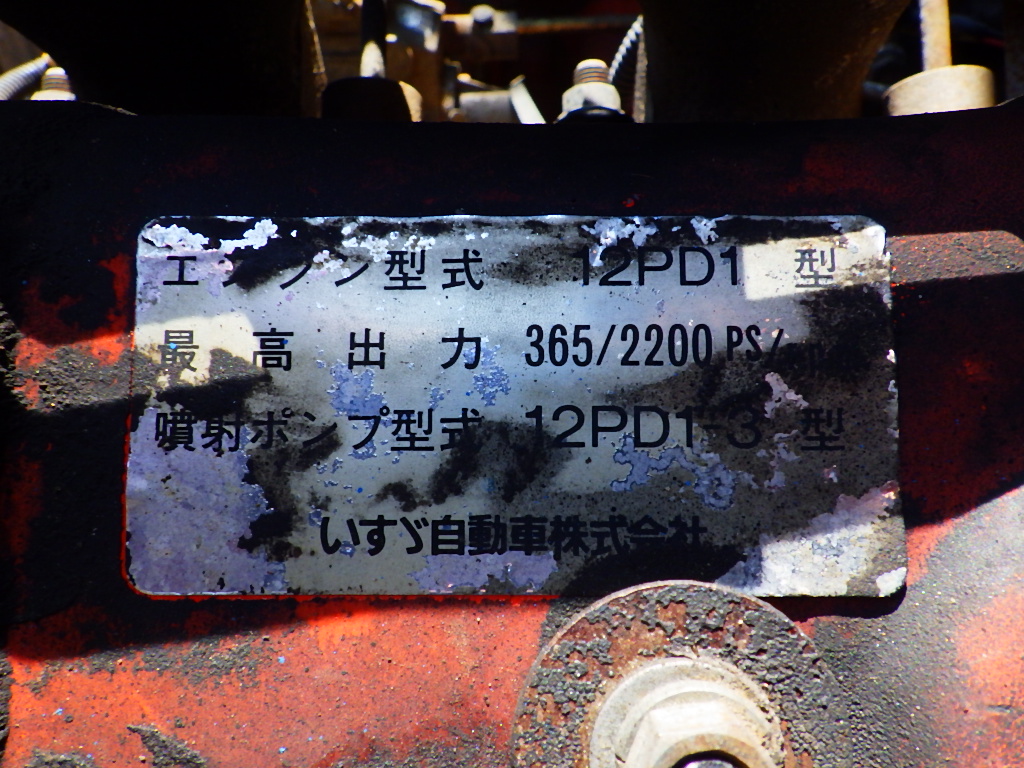 エンジン型式 12PD1 型
最高出力 365/2200 PS/rpm
噴射ポンプ型式 12PD1-3 型
いすゞ自動車株式会社